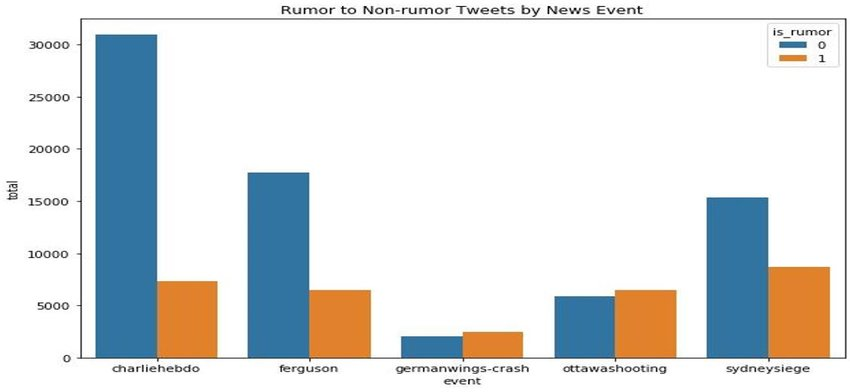 Rumor to Non-rumor Tweets by News Event
is_rumor
0
1
30000
25000
20000
15000
10000
5000
0
total
charliehebdo ferguson germanwings-crash ottawashooting sydneysiege
event